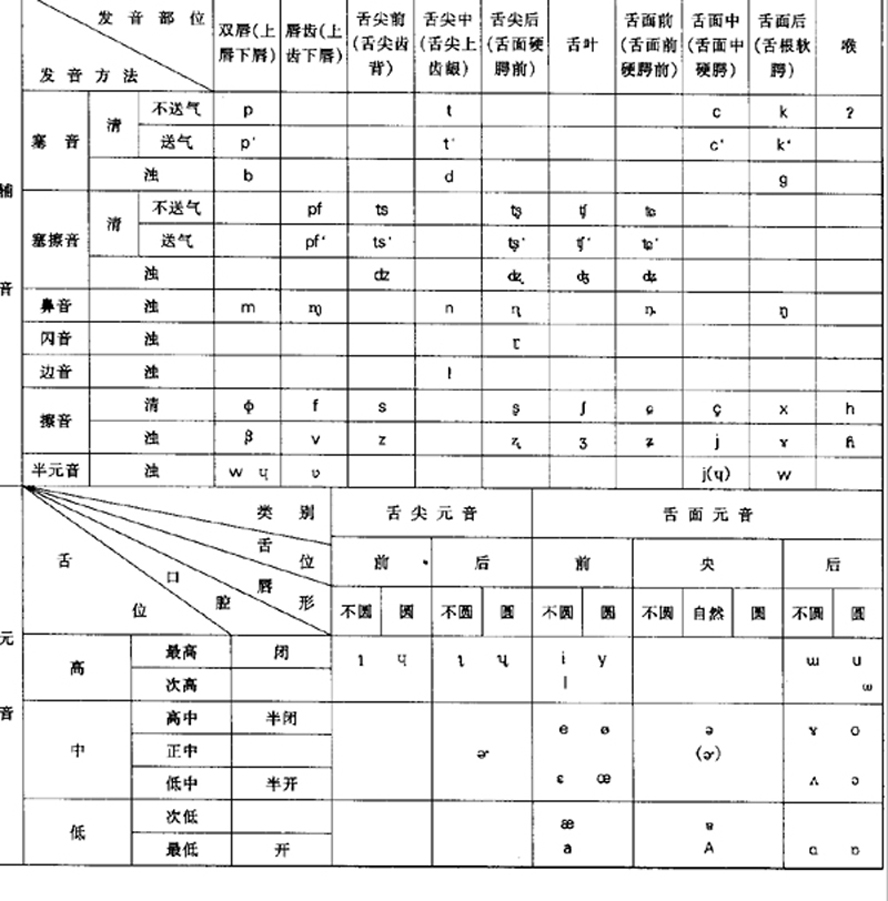 发音部位
双唇(上唇下唇)
唇齿(上齿下唇)
舌尖前(舌尖齿背)
舌尖中(舌尖上齿龈)
舌尖后(舌面硬腭前)
舌叶
舌面前(舌面前硬腭前)
舌面中(舌面中硬腭)
舌面后(舌根软腭)
喉
发音方法
辅音
塞音 清 不送气 p t c k ʔ
送气 p‘ t‘ c‘ k‘
浊 b d g
塞擦音 清 不送气 pf ts tʂ tʃ tɕ
送气 pf‘ ts‘ tʂ‘ tʃ‘ tɕ‘
浊 dz dʐ dʒ dʑ
鼻音 浊 m ɱ n ɳ ȵ ŋ
闪音 浊 ɽ
边音 浊 l
擦音 清 ɸ f s ʂ ʃ ɕ ç x h
浊 β v z ʐ ʒ ʑ j ɣ ɦ
半元音 浊 w ɥ ʋ j(ɥ) w
元音
类别 舌尖元音 舌面元音
舌位 前 后 前 央 后
唇形 不圆 圆 不圆 圆 不圆 圆 不圆 自然 圆 不圆 圆
口腔
舌位
高 最高 闭 ɿ ʮ ʅ ʯ i y ɯ u
次高 I ɷ
中 高中 半闭 e ø ə ɤ o
正中 ɚ (ɚ)
低中 半开 ɛ œ ʌ ɔ
低 次低 æ ɐ
最低 开 a A ɑ ɒ